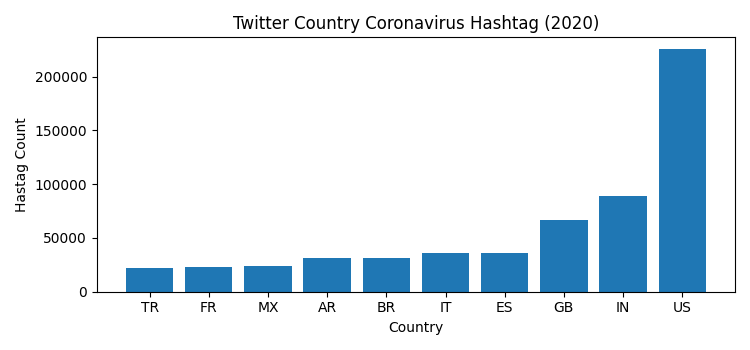 Twitter Country Coronavirus Hashtag (2020)
Hastag Count
200000
150000
100000
50000
0
TR FR MX AR BR IT ES GB IN US
Country